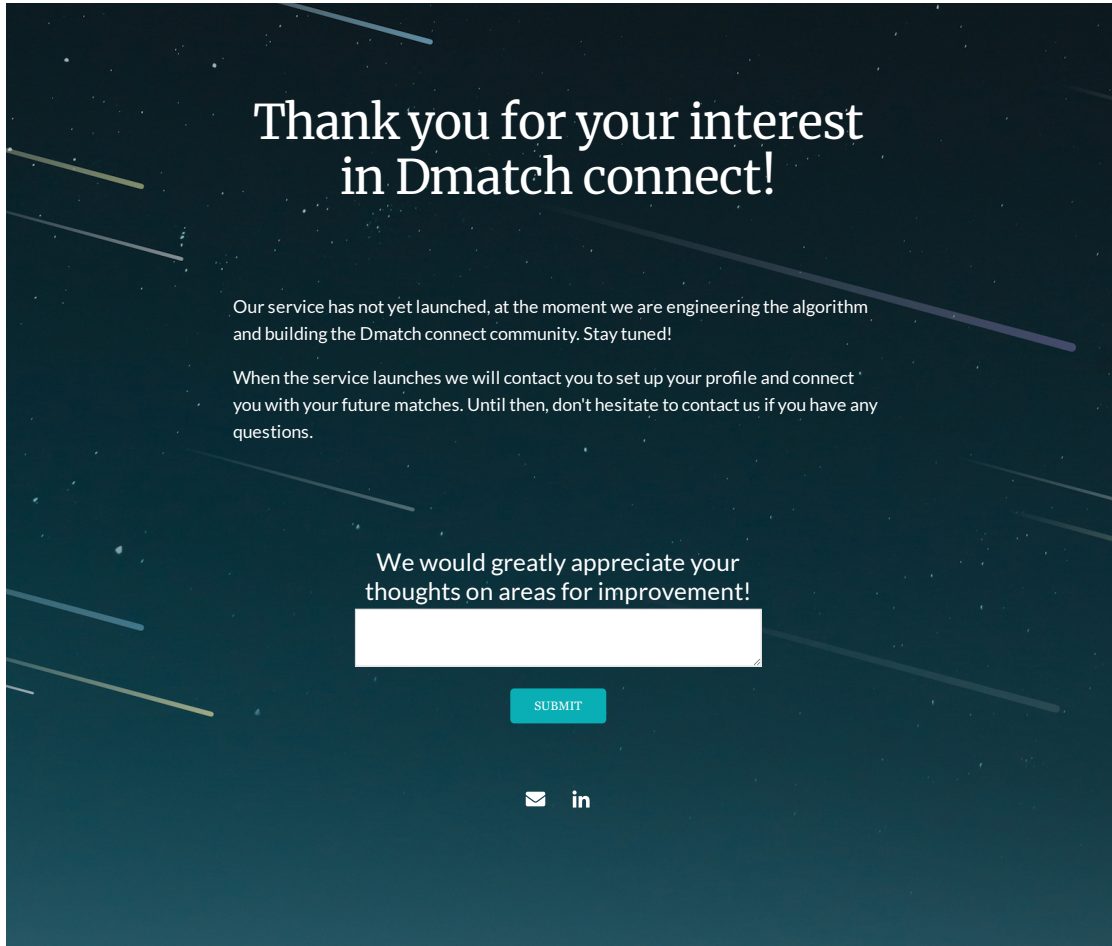 Thank you for your interest
in Dmatch connect!
Our service has not yet launched, at the moment we are engineering the algorithm
and building the Dmatch connect community. Stay tuned!
When the service launches we will contact you to set up your profile and connect
you with your future matches. Until then, don't hesitate to contact us if you have any
questions.
We would greatly appreciate your
thoughts on areas for improvement!
SUBMIT
in